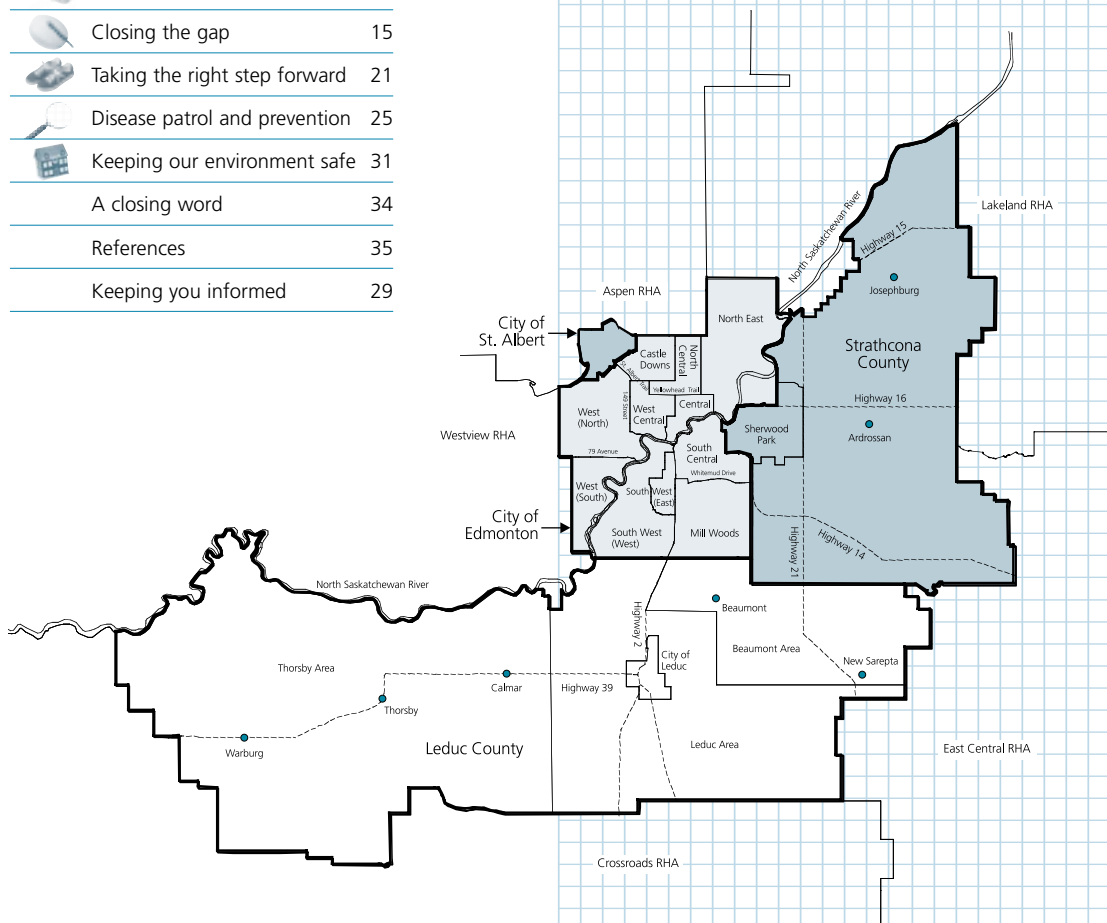 Closing the gap 15
Taking the right step forward 21
Disease patrol and prevention 25
Keeping our environment safe 31
A closing word 34
References 35
Keeping you informed 29
Lakeland RHA
North Saskatchewan River
Highway 15
Josephburg
Aspen RHA
North East
City of
St. Albert
Castle
Downs
North
Central
Strathcona
County
St. Albert Trail
Yellowhead Trail
149 Street
West
(North)
West
Central
Central
Highway 16
Sherwood
Park
Ardrossan
Westview RHA
79 Avenue
South
Central
Whitemud Drive
West
(South)
South West
(East)
City of
Edmonton
South West
(West)
Mill Woods
Highway 21
Highway 14
North Saskatchewan River
Highway 2
Beaumont
Beaumont Area
City of
Leduc
New Sarepta
Thorsby Area
Calmar
Highway 39
Thorsby
Warburg
Leduc County
Leduc Area
East Central RHA
Crossroads RHA